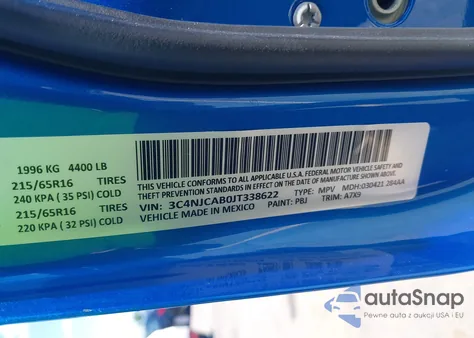 1996 KG 4400 LB
215/65R16 TIRES
240 KPA ( 35 PSI) COLD
215/65R16 TIRES
220 KPA ( 32 PSI) COLD
THIS VEHICLE CONFORMS TO ALL APPLICABLE U.S.A. FEDERAL MOTOR VEHICLE SAFETY AND
THEFT PREVENTION STANDARDS IN EFFECT ON THE
DATE OF MANUFACTURE SHOWN ABOVE.
VIN: 3C4NJCAB0JT338622 TYPE: MPV MDH:030421 284AA
VEHICLE MADE IN MEXICO PAINT: PBJ TRIM: A7X9
autoSnap
Pewne auta z aukcji USA i EU